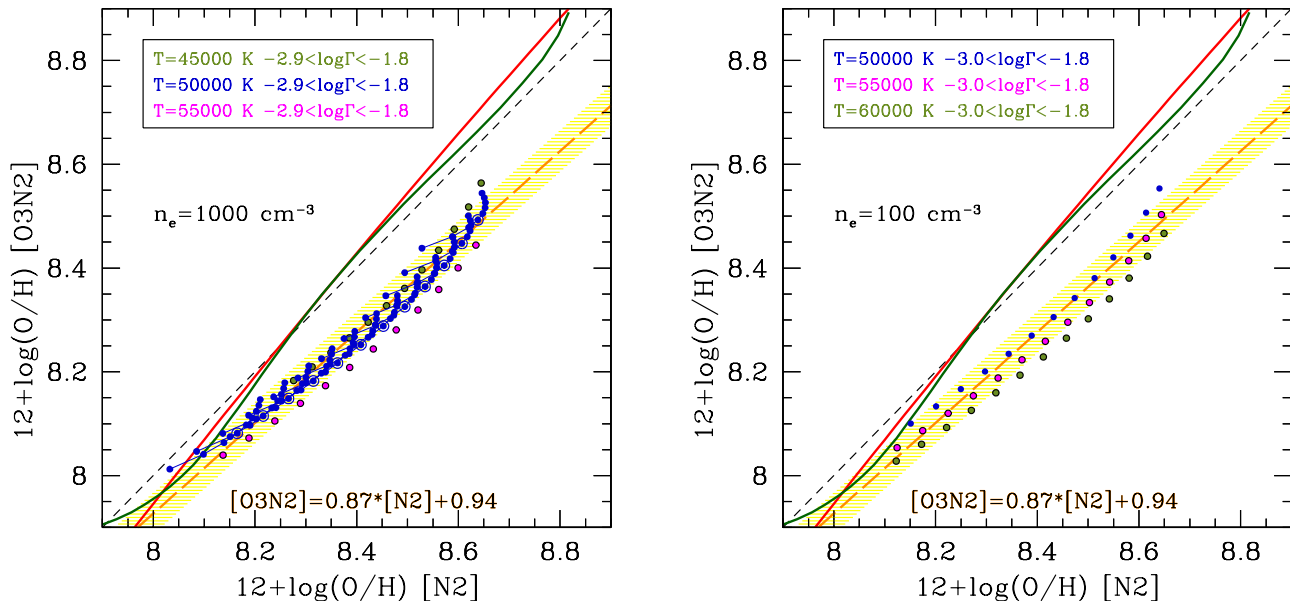 T=45000 K -2.9<logΓ<-1.8
T=50000 K -2.9<logΓ<-1.8
T=55000 K -2.9<logΓ<-1.8
nₑ=1000 cm⁻³
[O3N2]=0.87*[N2]+0.94
8.8
8.6
8.4
8.2
8
8 8.2 8.4 8.6 8.8
12+log(O/H) [N2]
12+log(O/H) [O3N2]
T=50000 K -3.0<logΓ<-1.8
T=55000 K -3.0<logΓ<-1.8
T=60000 K -3.0<logΓ<-1.8
nₑ=100 cm⁻³
[O3N2]=0.87*[N2]+0.94
8.8
8.6
8.4
8.2
8
8 8.2 8.4 8.6 8.8
12+log(O/H) [N2]
12+log(O/H) [O3N2]